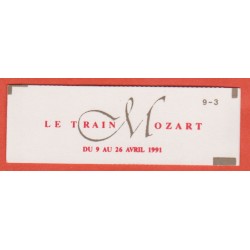 9-3
LE TRAIN MOZART
DU 9 AU 26 AVRIL 1991